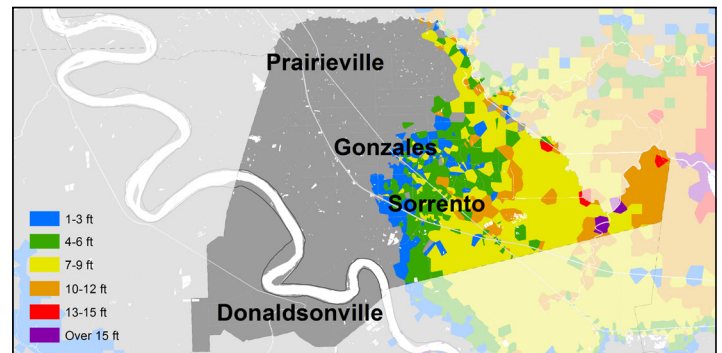 Prairieville
Gonzales
Sorrento
Donaldsonville
1-3 ft
4-6 ft
7-9 ft
10-12 ft
13-15 ft
Over 15 ft